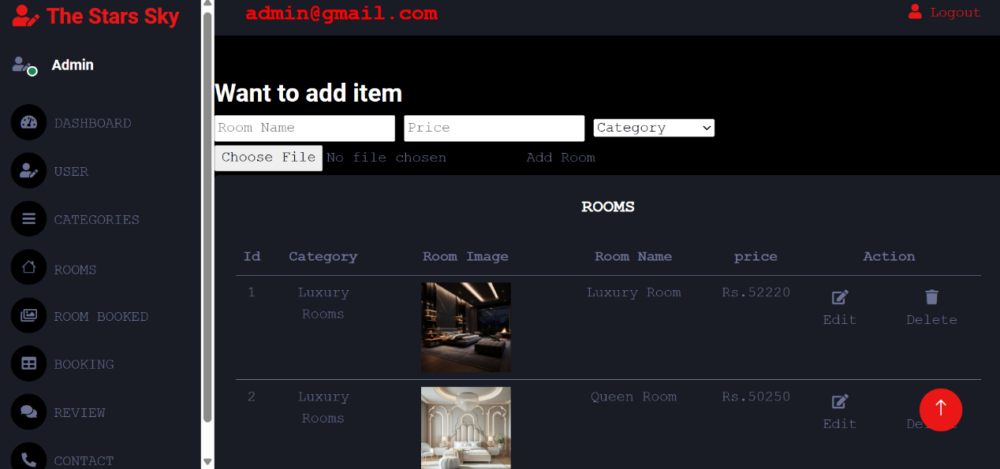 The Stars Sky
admin@gmail.com
Logout
Admin
DASHBOARD
USER
CATEGORIES
ROOMS
ROOM BOOKED
BOOKING
REVIEW
CONTACT
Want to add item
Room Name Price Category
Choose File No file chosen Add Room
ROOMS
Id Category Room Image Room Name price Action
1 Luxury Rooms Luxury Room Rs.52220 Edit Delete
2 Luxury Rooms Queen Room Rs.50250 Edit